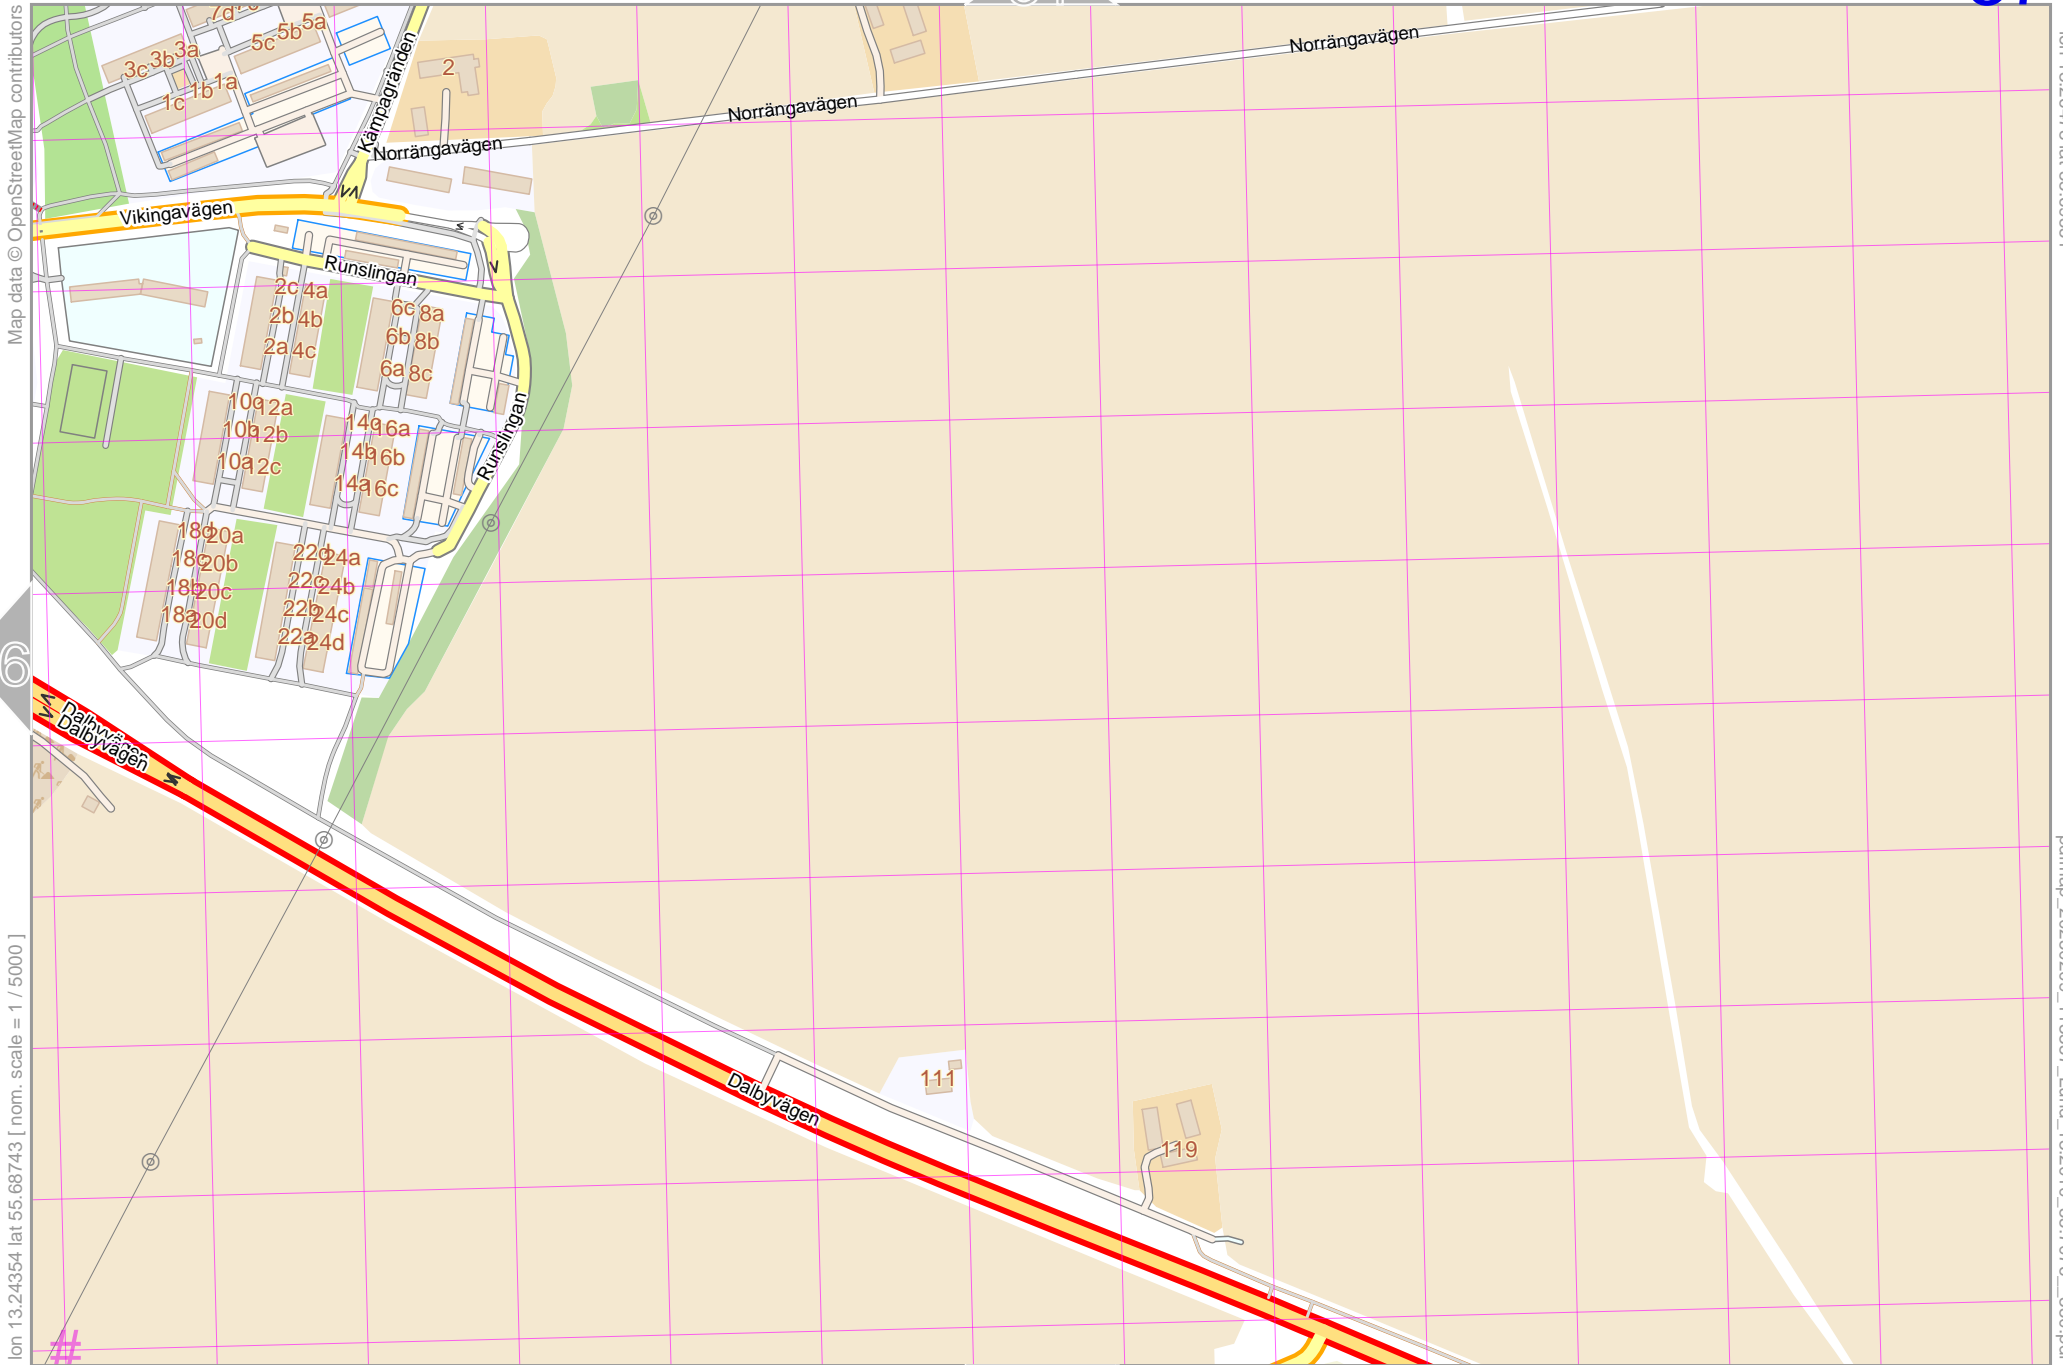 Map data © OpenStreetMap contributors
lon 13.24354 lat 55.68743 [ nom. scale = 1 / 5000 ]
6
#
5a
5b
5c
3a
3b
3c
1a
1b
1c
2
Kämpagränden
Norrängavägen
Norrängavägen
Norrängavägen
Vikingavägen
Runslingan
2c
4a
2b
4b
2a
4c
6c
8a
6b
8b
6a
8c
10c
12a
10b
12b
10a
12c
14c
16a
14b
16b
14a
16c
Runslingan
18d
20a
18c
20b
18b
20c
18a
20d
22d
24a
22c
24b
22b
24c
22a
24d
Dalbyvägen
Dalbyvägen
Dalbyvägen
111
119